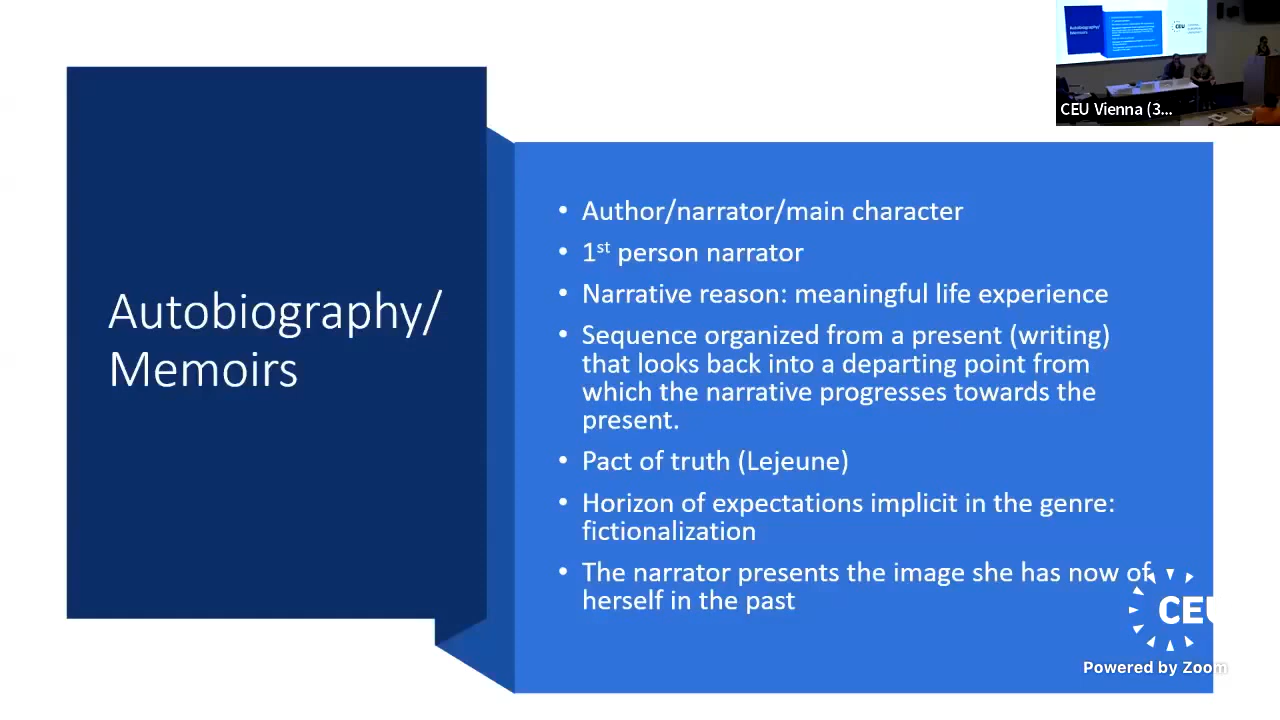 CEU Vienna (3...
Autobiography/
Memoirs
• Author/narrator/main character
• 1st person narrator
• Narrative reason: meaningful life experience
• Sequence organized from a present (writing)
that looks back into a departing point from
which the narrative progresses towards the
present.
• Pact of truth (Lejeune)
• Horizon of expectations implicit in the genre:
fictionalization
• The narrator presents the image she has now of
herself in the past
CEU
Powered by Zoom